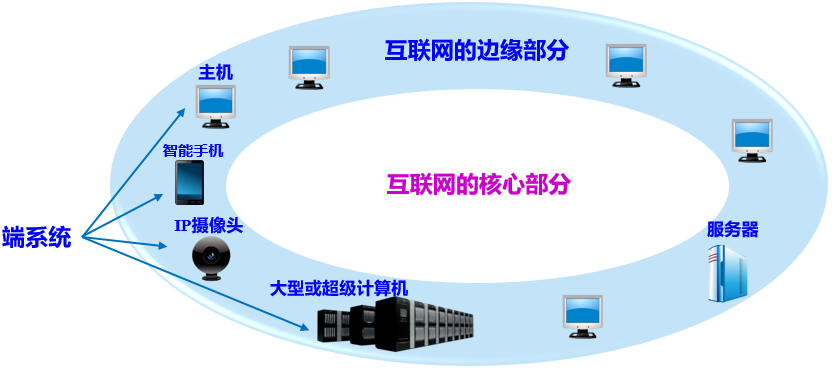 互联网的边缘部分
主机
智能手机
互联网的核心部分
IP摄像头
端系统
服务器
大型或超级计算机